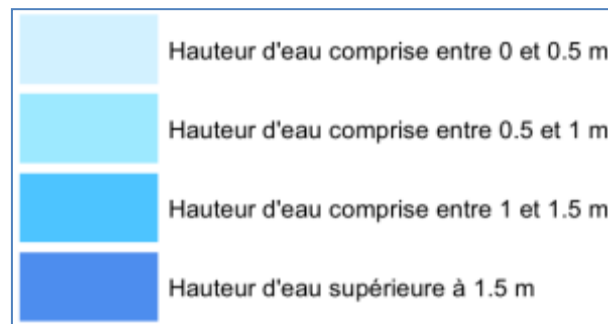 Hauteur d'eau comprise entre 0 et 0.5 m
Hauteur d'eau comprise entre 0.5 et 1 m
Hauteur d'eau comprise entre 1 et 1.5 m
Hauteur d'eau supérieure à 1.5 m